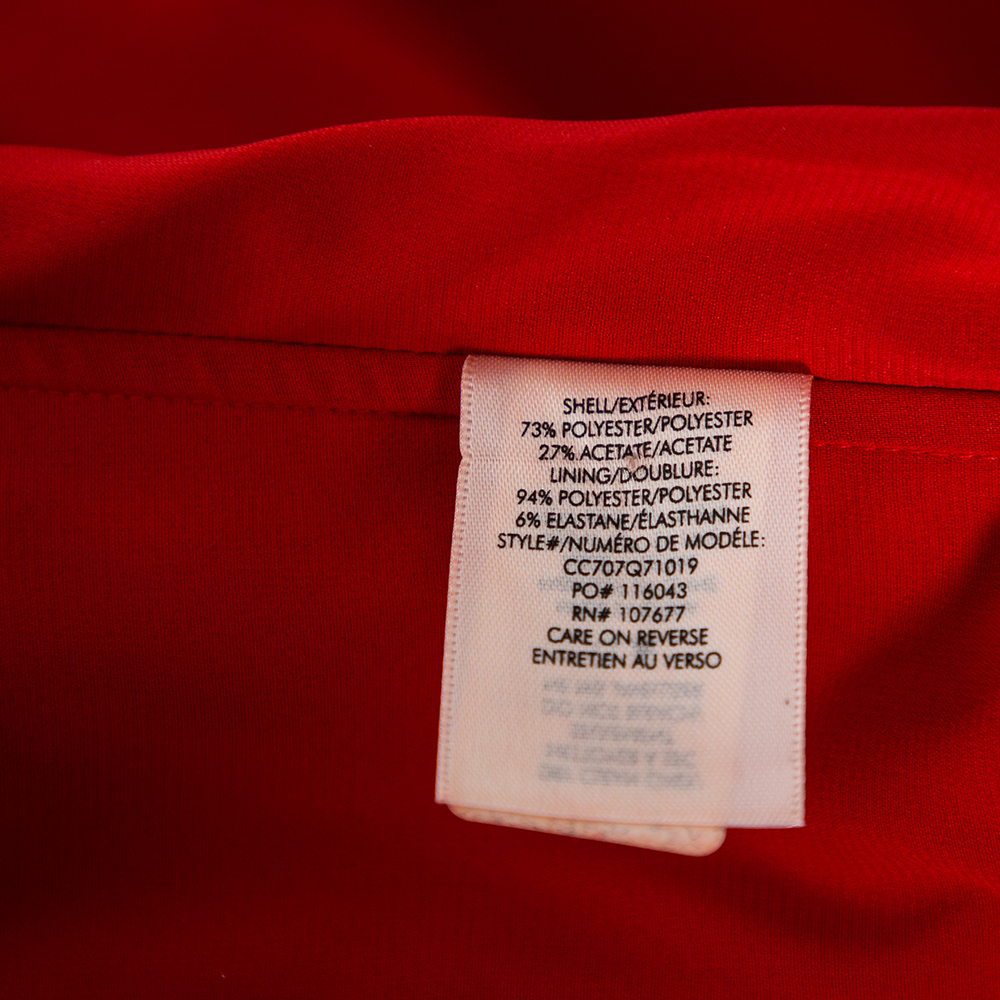 SHELL/EXTÉRIEUR:
73% POLYESTER/POLYESTER
27% ACETATE/ACETATE
LINING/DOUBLURE:
94% POLYESTER/POLYESTER
6% ELASTANE/ÉLASTHANNE
STYLE#/NUMÉRO DE MODÉLE:
CC707Q71019
PO# 116043
RN# 107677
CARE ON REVERSE
ENTRETIEN AU VERSO